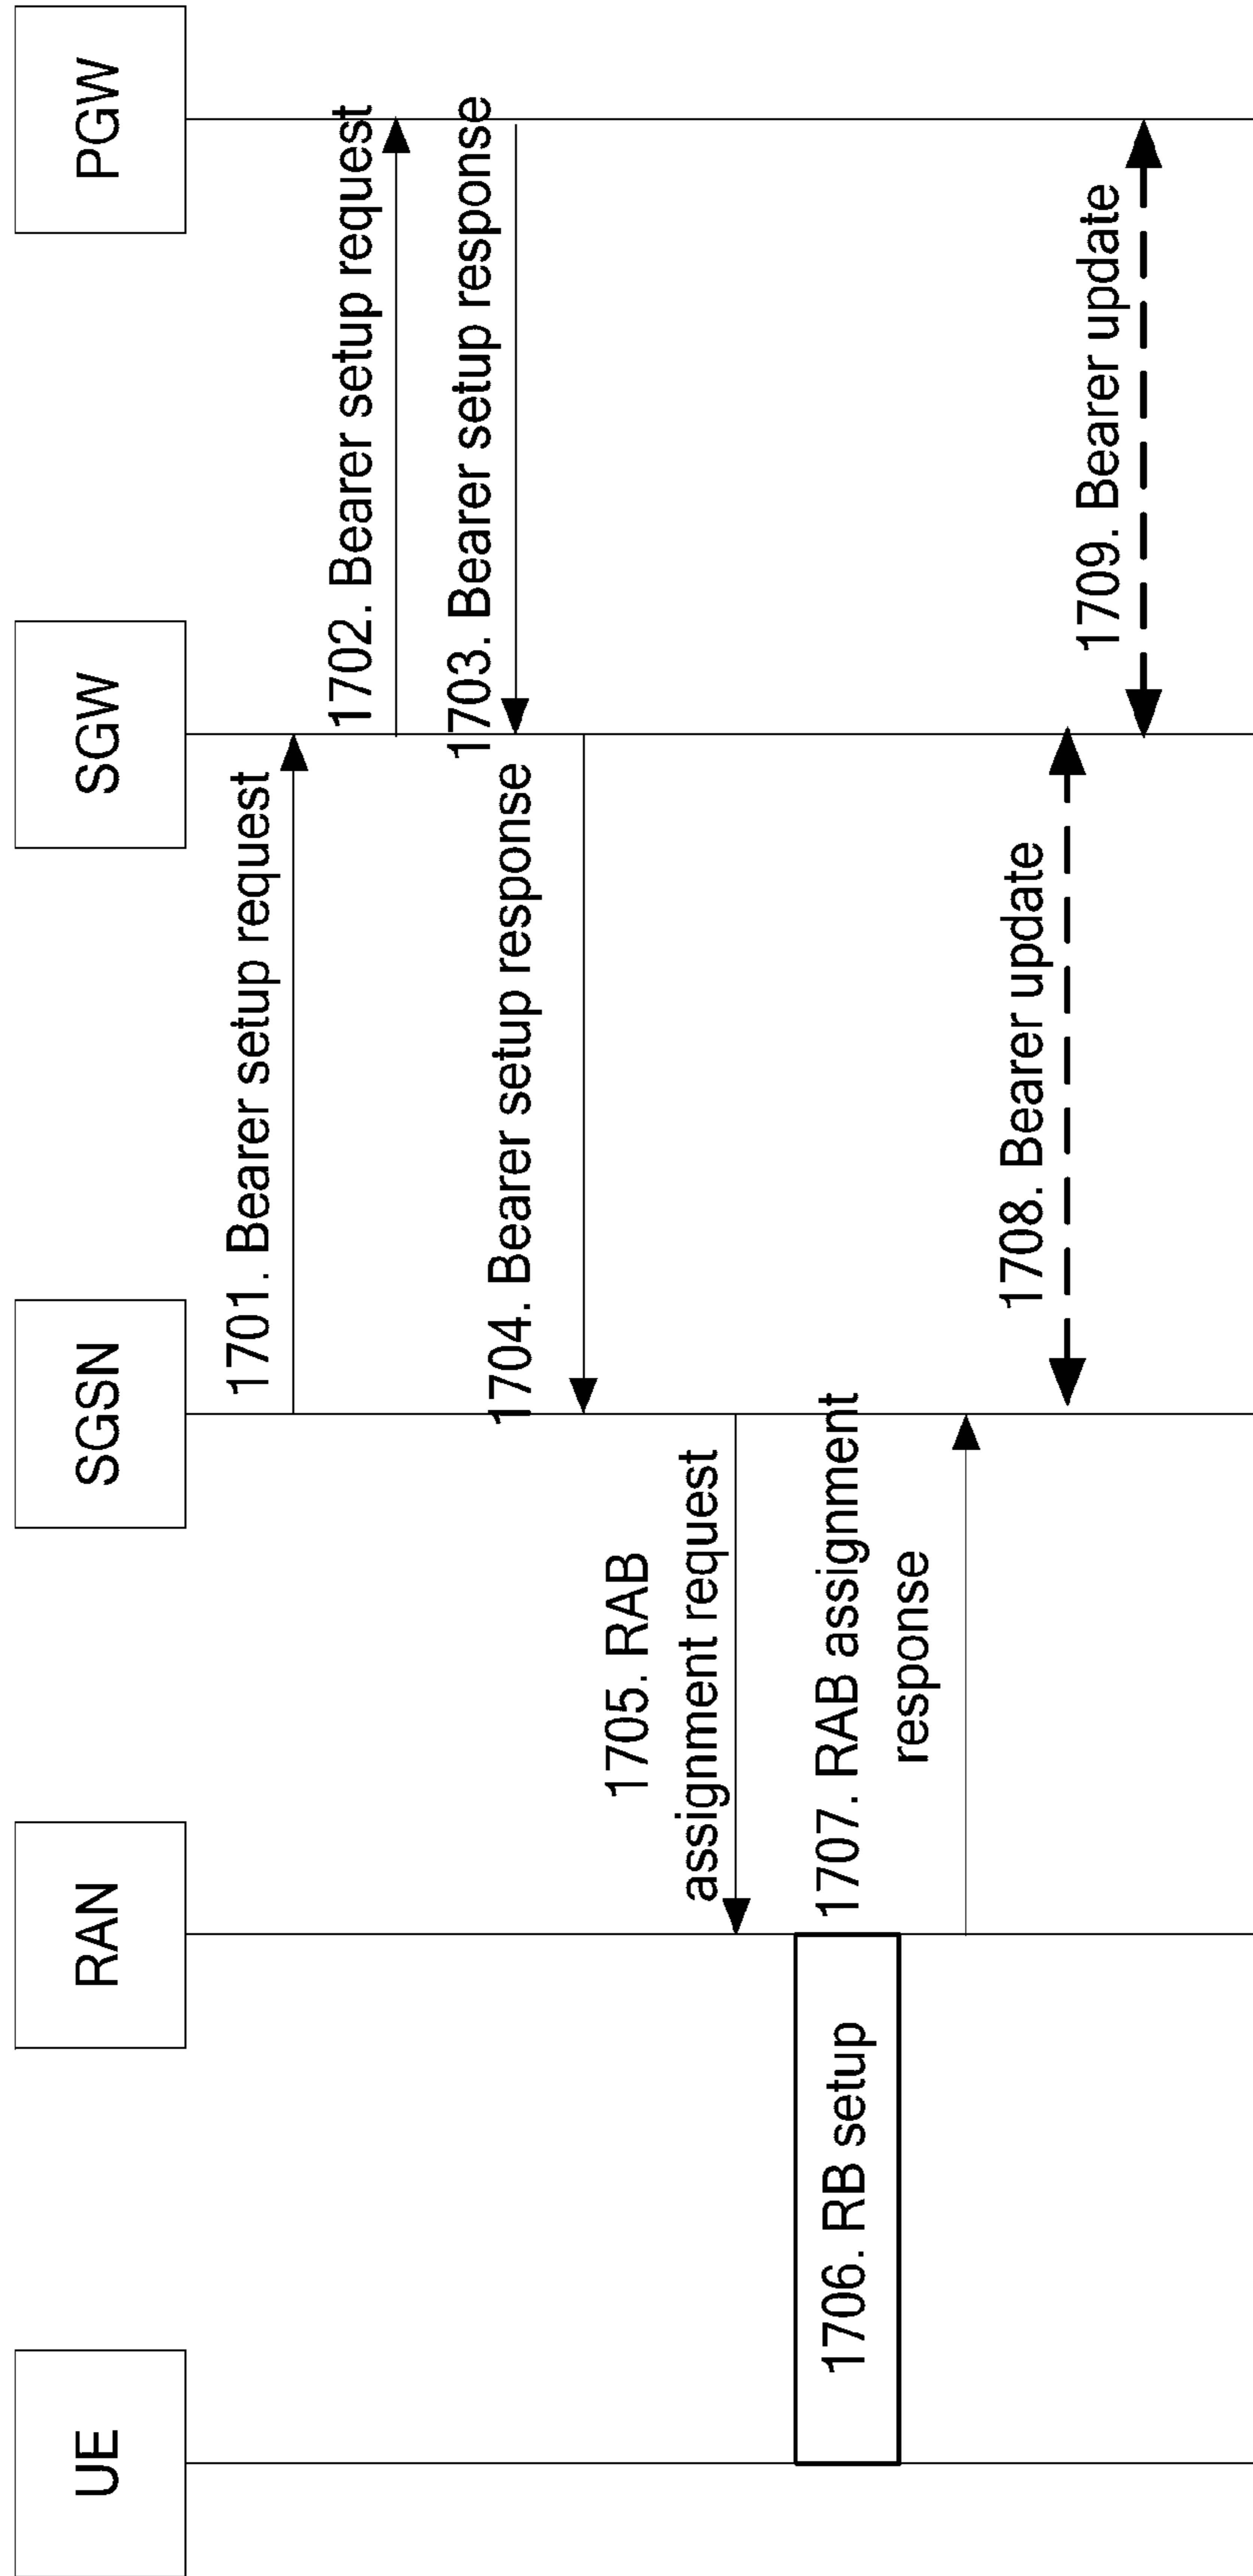 UE
RAN
SGSN
SGW
PGW
1701. Bearer setup request
1702. Bearer setup request
1703. Bearer setup response
1704. Bearer setup response
1705. RAB
assignment request
1706. RB setup
1707. RAB assignment
response
1708. Bearer update
1709. Bearer update